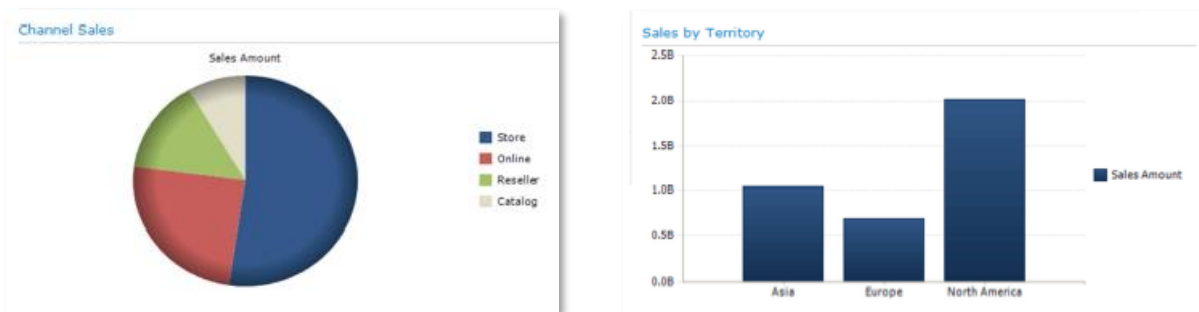 Channel Sales
Sales Amount
Store
Online
Reseller
Catalog
Sales by Territory
2.5B
2.0B
1.5B
1.0B
0.5B
0.0B
Asia Europe North America
Sales Amount